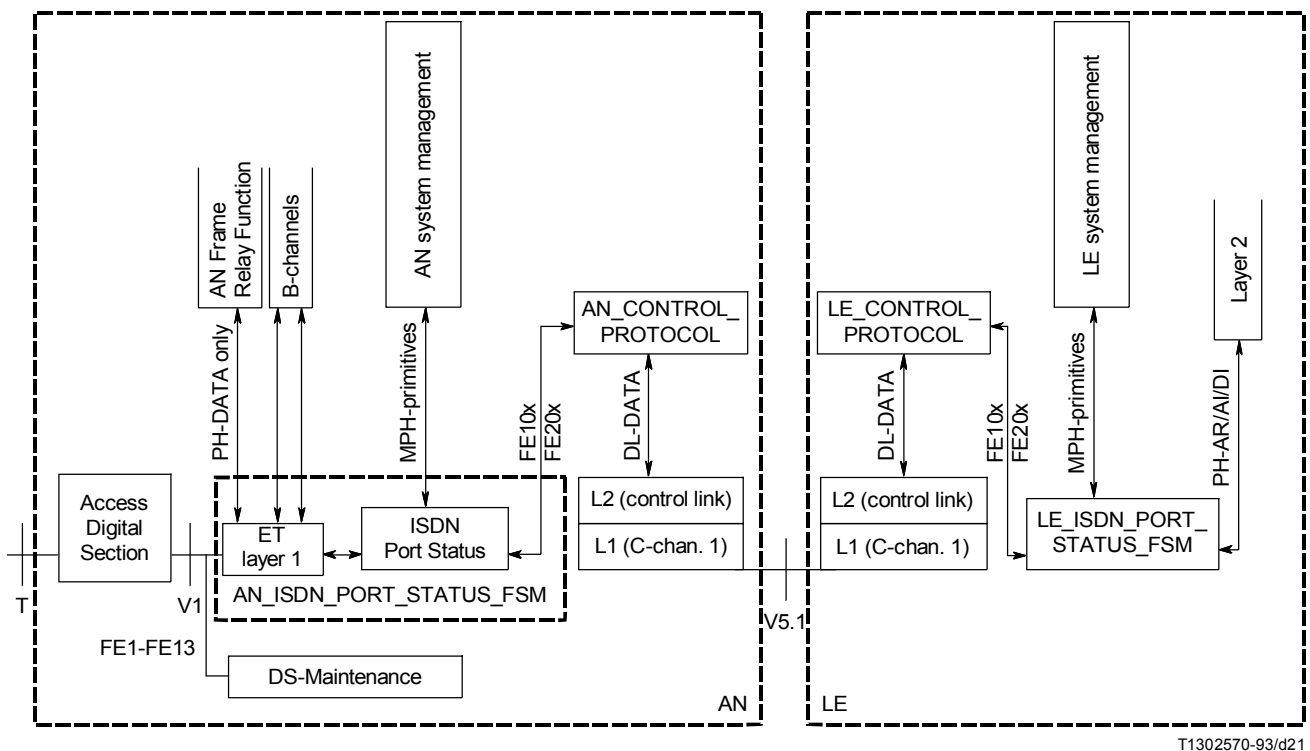 AN Frame
Relay Function
B-channels
AN system management
LE system management
Layer 2
AN_CONTROL_
PROTOCOL
LE_CONTROL_
PROTOCOL
PH-DATA only
MPH-primitives
FE10x
FE20x
DL-DATA
DL-DATA
FE10x
FE20x
MPH-primitives
PH-AR/AI/DI
Access
Digital
Section
ET
layer 1
ISDN
Port Status
AN_ISDN_PORT_STATUS_FSM
L2 (control link)
L1 (C-chan. 1)
L2 (control link)
L1 (C-chan. 1)
LE_ISDN_PORT_
STATUS_FSM
T
V1
V5.1
FE1-FE13
DS-Maintenance
AN
LE
T1302570-93/d21